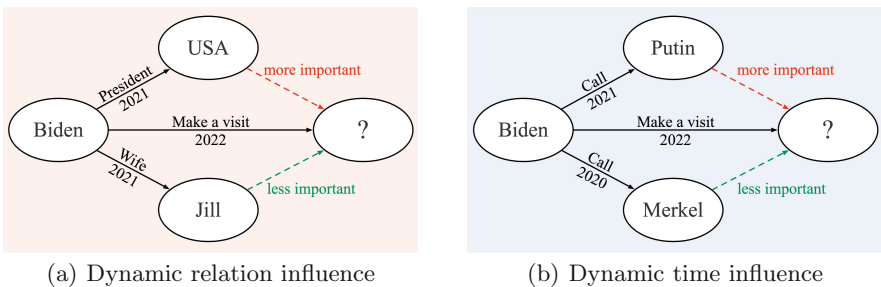 USA
President
2021
more important
Biden
Make a visit
2022
?
Wife
2021
less important
Jill
(a) Dynamic relation influence
Putin
Call
2021
more important
Biden
Make a visit
2022
?
Call
2020
less important
Merkel
(b) Dynamic time influence